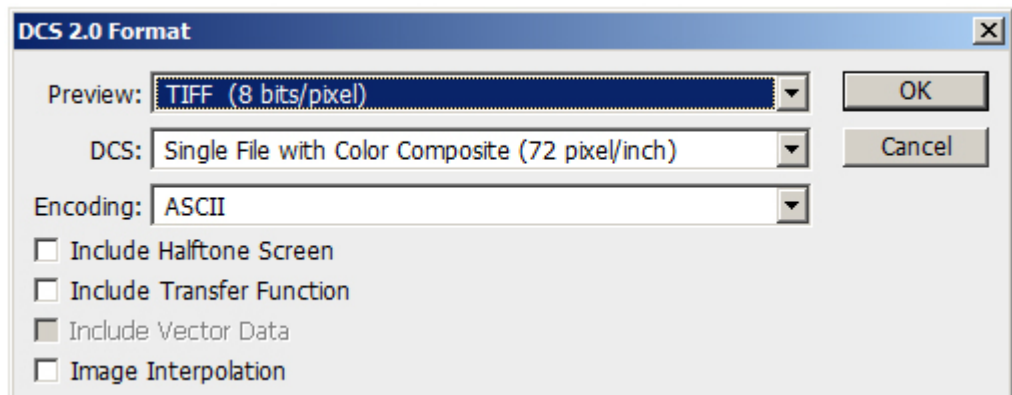 DCS 2.0 Format
Preview: TIFF (8 bits/pixel) OK
DCS: Single File with Color Composite (72 pixel/inch) Cancel
Encoding: ASCII
Include Halftone Screen
Include Transfer Function
Include Vector Data
Image Interpolation